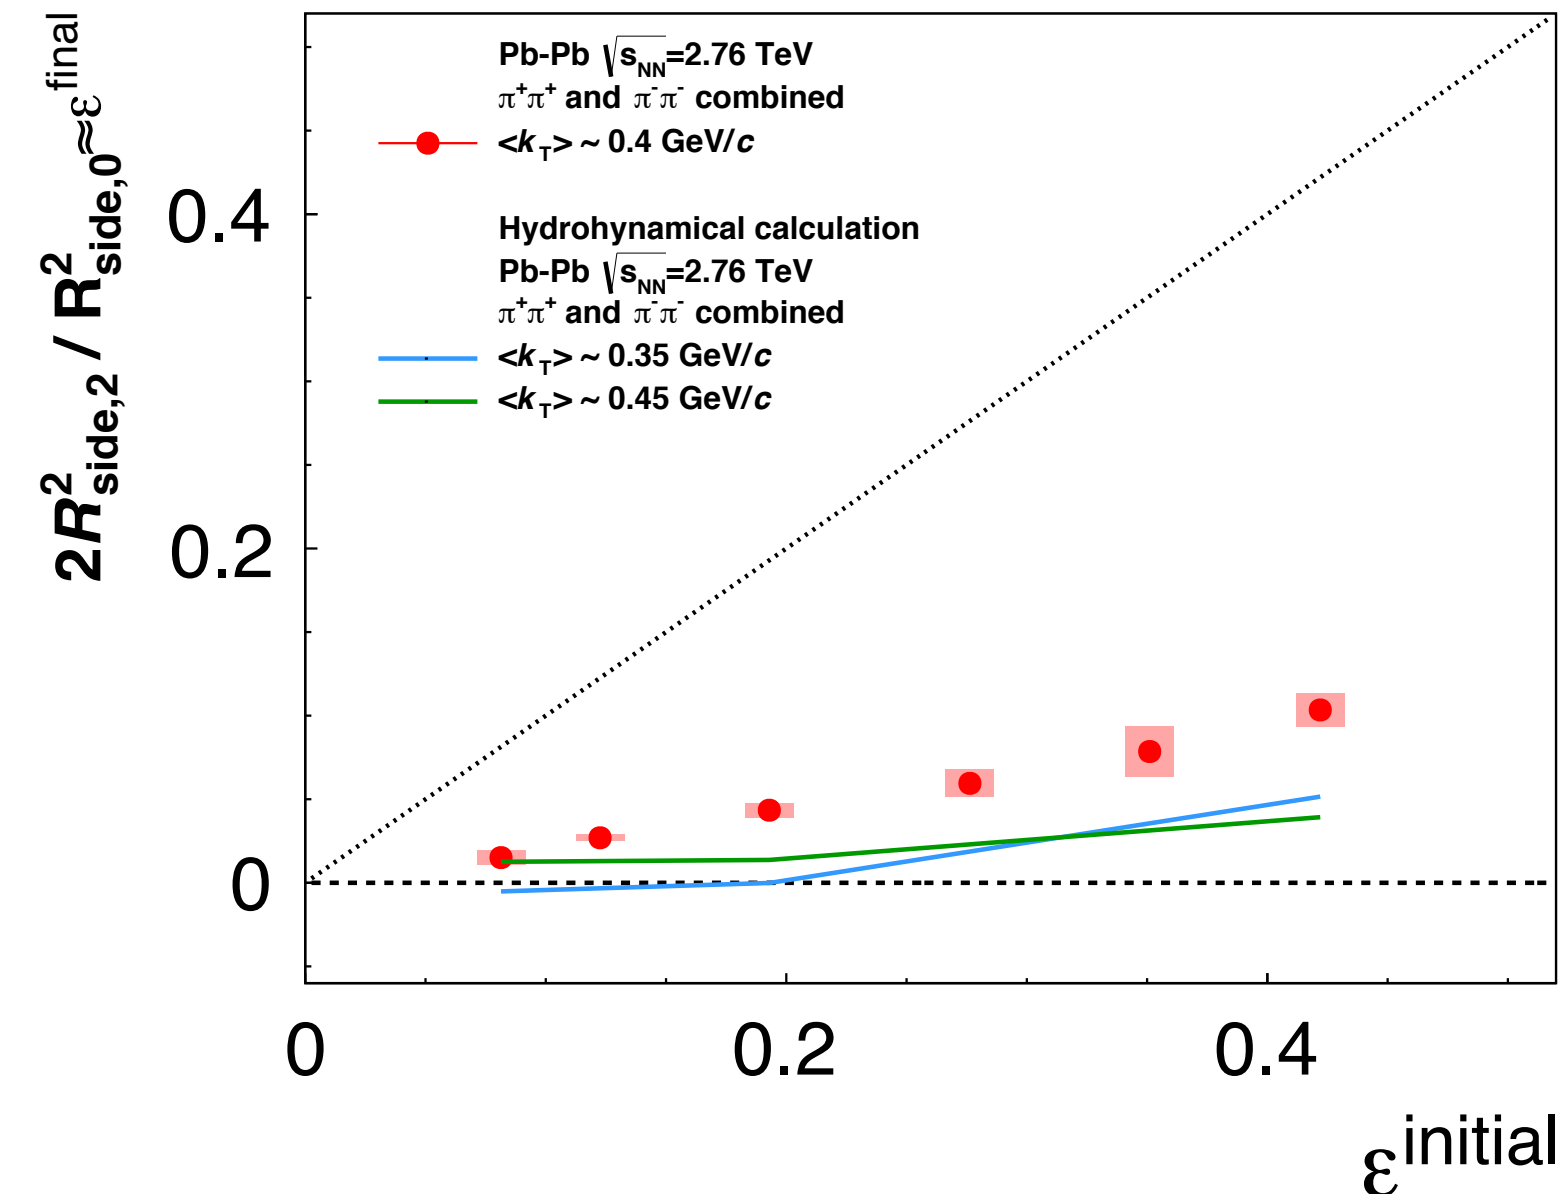 2R²side,2 / R²side,0 ≈ε^final
Pb-Pb √sNN=2.76 TeV
π⁺π⁺ and π⁻π⁻ combined
<kT> ~ 0.4 GeV/c
Hydrohynamical calculation
Pb-Pb √sNN=2.76 TeV
π⁺π⁺ and π⁻π⁻ combined
<kT> ~ 0.35 GeV/c
<kT> ~ 0.45 GeV/c
0.4
0.2
0
0 0.2 0.4
ε^initial